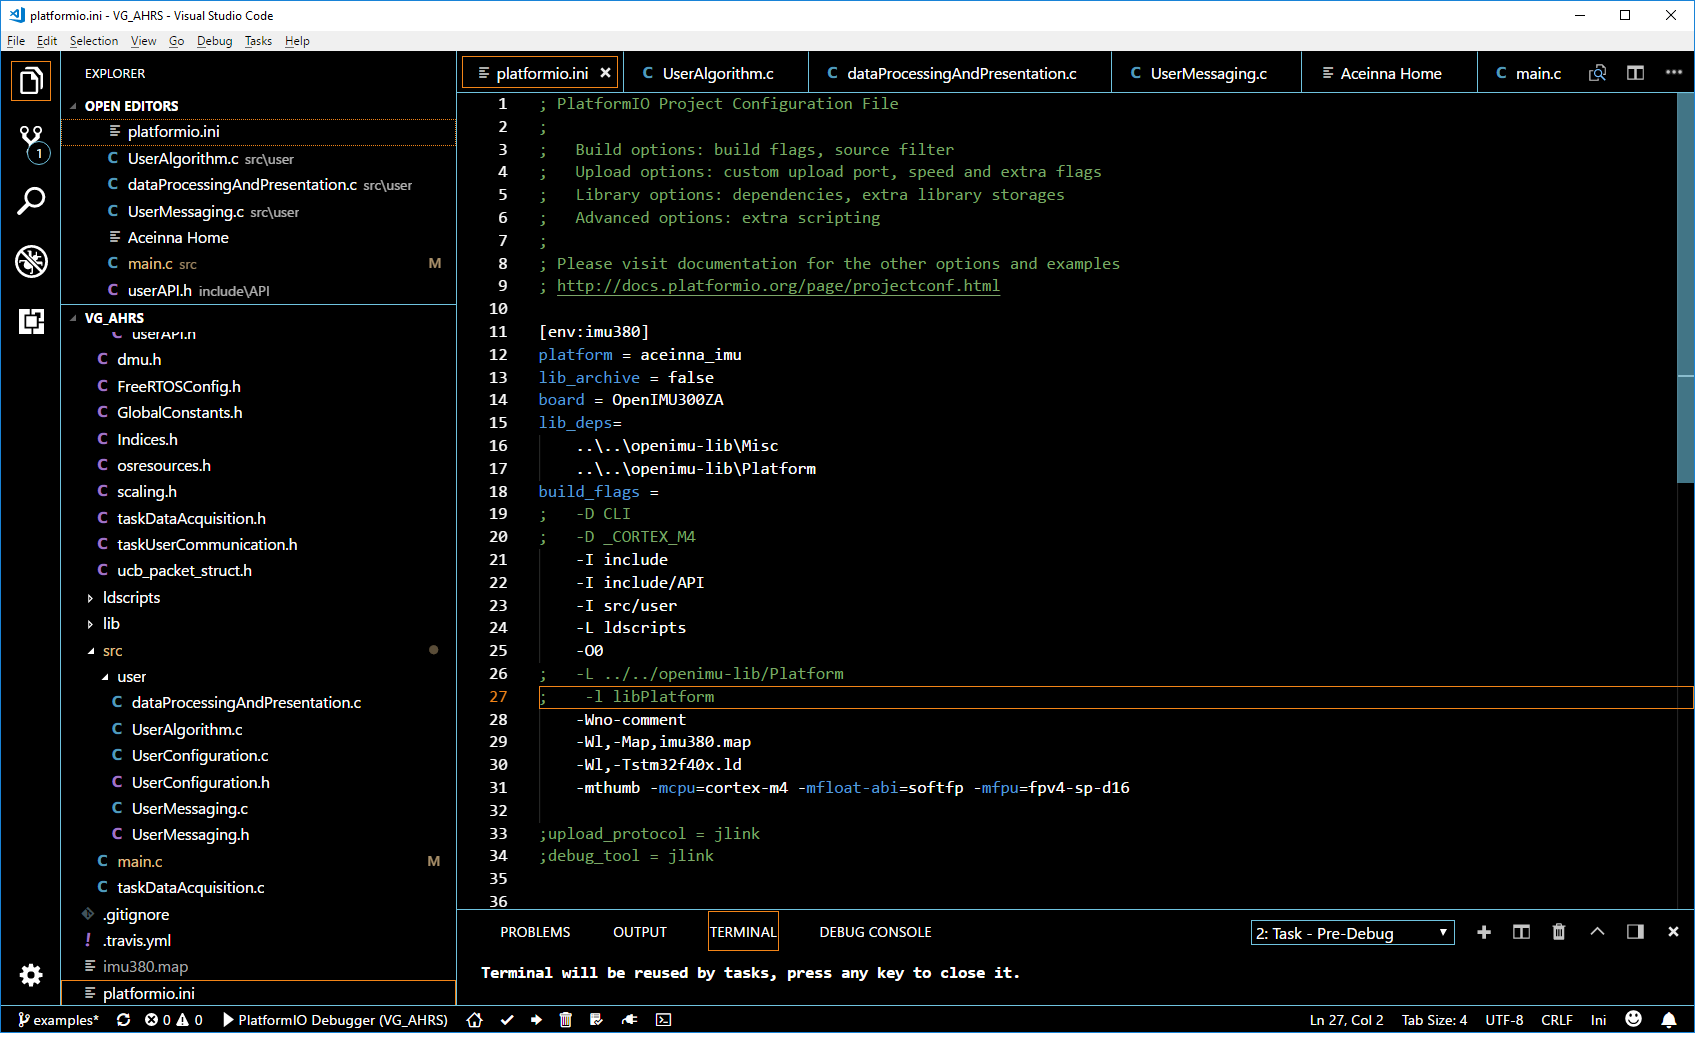 platformio.ini - VG_AHRS - Visual Studio Code
File Edit Selection View Go Debug Tasks Help
EXPLORER
OPEN EDITORS
platformio.ini
C UserAlgorithm.c src\user
C dataProcessingAndPresentation.c src\user
C UserMessaging.c src\user
Aceinna Home
C main.c src M
C userAPI.h include\API
1
VG_AHRS
C userAPI.h
C dmu.h
C FreeRTOSConfig.h
C GlobalConstants.h
C Indices.h
C osresources.h
C scaling.h
C taskDataAcquisition.h
C taskUserCommunication.h
C ucb_packet_struct.h
ldscripts
lib
src
user
C dataProcessingAndPresentation.c
C UserAlgorithm.c
C UserConfiguration.c
C UserConfiguration.h
C UserMessaging.c
C UserMessaging.h
C main.c M
C taskDataAcquisition.c
.gitignore
! .travis.yml
imu380.map
platformio.ini
platformio.ini × C UserAlgorithm.c C dataProcessingAndPresentation.c C UserMessaging.c Aceinna Home C main.c ...
1 ; PlatformIO Project Configuration File
2 ;
3 ;   Build options: build flags, source filter
4 ;   Upload options: custom upload port, speed and extra flags
5 ;   Library options: dependencies, extra library storages
6 ;   Advanced options: extra scripting
7 ;
8 ; Please visit documentation for the other options and examples
9 ; http://docs.platformio.org/page/projectconf.html
10
11 [env:imu380]
12 platform = aceinna_imu
13 lib_archive = false
14 board = OpenIMU300ZA
15 lib_deps=
16     ..\..\openimu-lib\Misc
17     ..\..\openimu-lib\Platform
18 build_flags =
19 ;   -D CLI
20 ;   -D _CORTEX_M4
21     -I include
22     -I include/API
23     -I src/user
24     -L ldscripts
25     -O0
26 ;   -L ../../openimu-lib/Platform
27 ;    -l libPlatform
28     -Wno-comment
29     -Wl,-Map,imu380.map
30     -Wl,-Tstm32f40x.ld
31     -mthumb -mcpu=cortex-m4 -mfloat-abi=softfp -mfpu=fpv4-sp-d16
32
33 ;upload_protocol = jlink
34 ;debug_tool = jlink
35
36
PROBLEMS OUTPUT TERMINAL DEBUG CONSOLE 2: Task - Pre-Debug
Terminal will be reused by tasks, press any key to close it.
examples* 0 0 PlatformIO Debugger (VG_AHRS) Ln 27, Col 2 Tab Size: 4 UTF-8 CRLF Ini